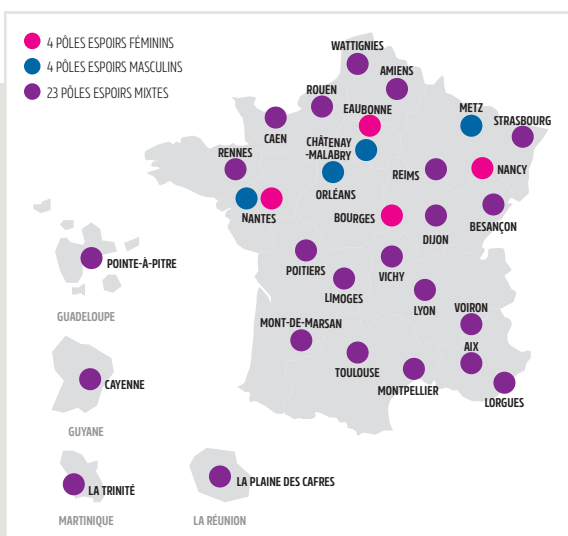 4 PÔLES ESPOIRS FÉMININS
4 PÔLES ESPOIRS MASCULINS
23 PÔLES ESPOIRS MIXTES
WATTIGNIES
AMIENS
ROUEN
EAUBONNE
METZ
STRASBOURG
CAEN
CHÂTENAY
-MALABRY
RENNES
REIMS
NANCY
ORLÉANS
NANTES
BOURGES
BESANÇON
DIJON
POINTE-À-PITRE
POITIERS
VICHY
LIMOGES
LYON
VOIRON
GUADELOUPE
MONT-DE-MARSAN
AIX
TOULOUSE
MONTPELLIER
LORGUES
CAYENNE
GUYANE
LA TRINITÉ
LA PLAINE DES CAFRES
MARTINIQUE
LA RÉUNION